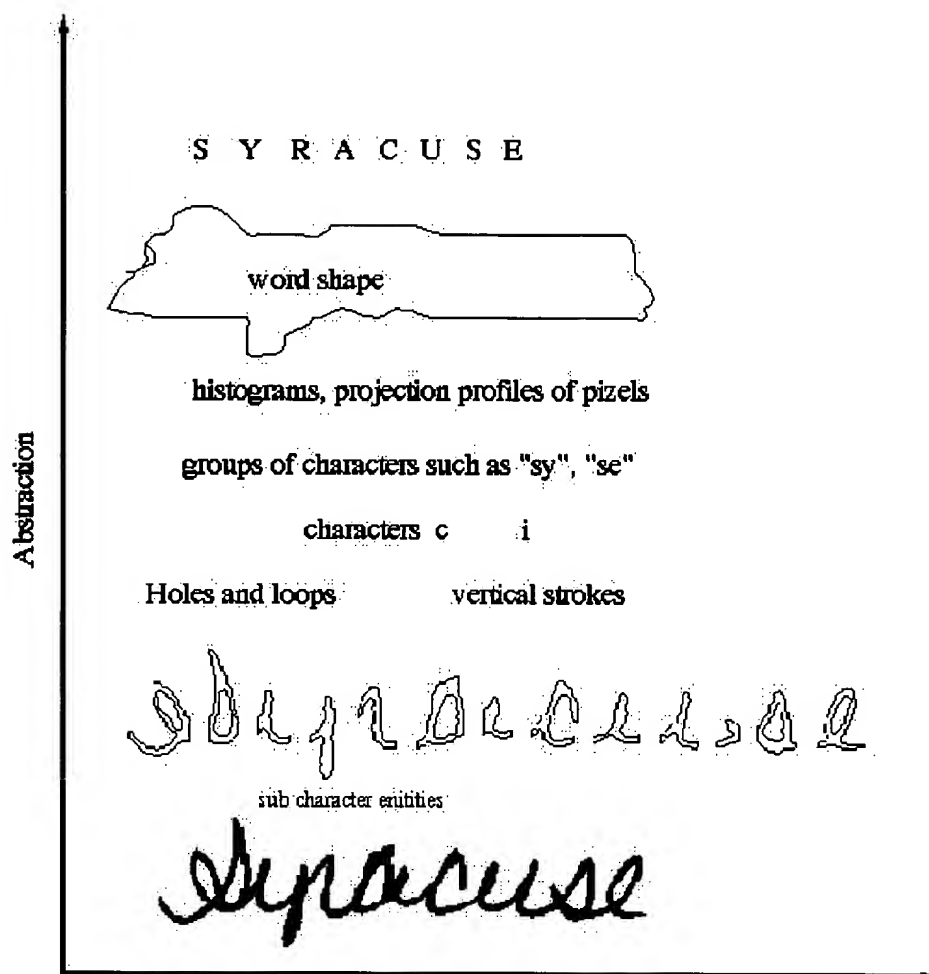 S Y R A C U S E
word shape
histograms, projection profiles of pizels
groups of characters such as "sy", "se"
characters c i
Abstraction
Holes and loops vertical strokes
sub character entitities
Syracuse